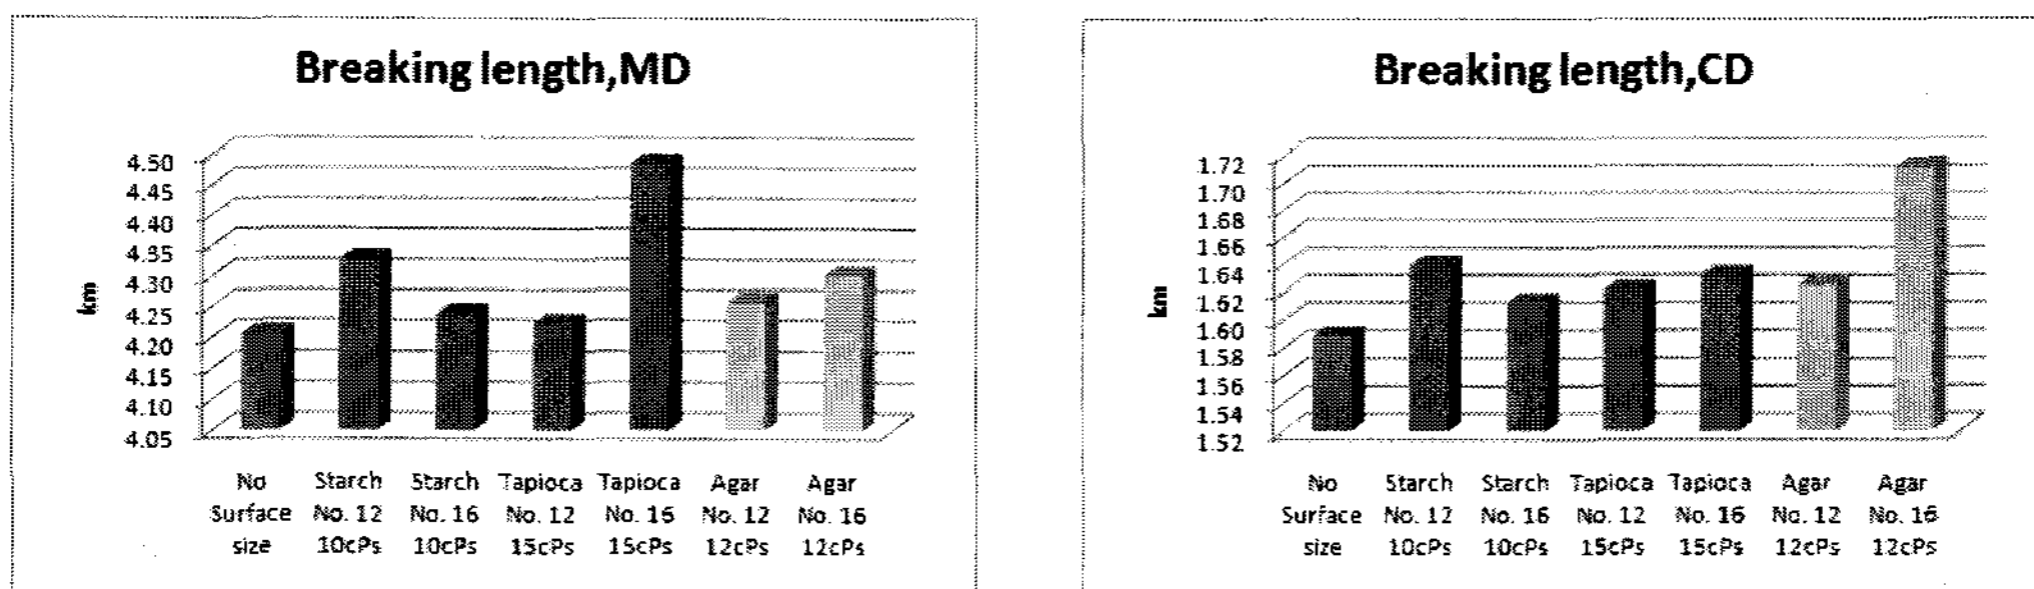 Breaking length,MD
4.50
4.45
4.40
4.35
4.30
4.25
4.20
4.15
4.10
4.05
km
No Surface size
Starch No. 12 10cPs
Starch No. 16 10cPs
Tapioca No. 12 15cPs
Tapioca No. 16 15cPs
Agar No. 12 12cPs
Agar No. 16 12cPs
Breaking length,CD
1.72
1.70
1.68
1.66
1.64
1.62
1.60
1.58
1.56
1.54
1.52
km
No Surface size
Starch No. 12 10cPs
Starch No. 16 10cPs
Tapioca No. 12 15cPs
Tapioca No. 16 15cPs
Agar No. 12 12cPs
Agar No. 16 12cPs